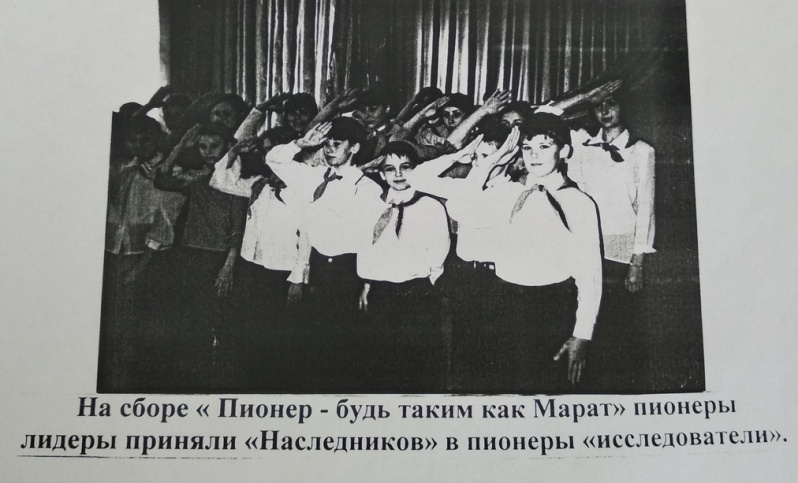 На сборе « Пионер - будь таким как Марат» пионеры
лидеры приняли «Наследников» в пионеры «исследователи».